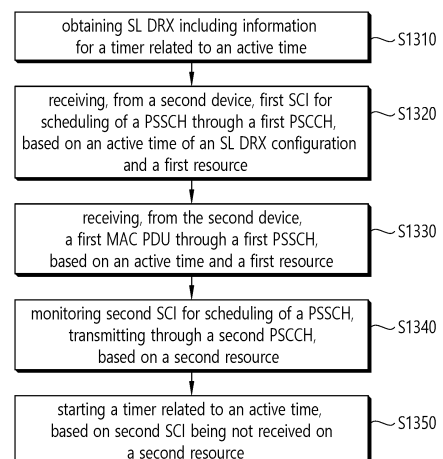 obtaining SL DRX including information
for a timer related to an active time
S1310
receiving, from a second device, first SCI for
scheduling of a PSSCH through a first PSCCH,
based on an active time of an SL DRX configuration
and a first resource
S1320
receiving, from the second device,
a first MAC PDU through a first PSSCH,
based on an active time and a first resource
S1330
monitoring second SCI for scheduling of a PSSCH,
transmitting through a second PSCCH,
based on a second resource
S1340
starting a timer related to an active time,
based on second SCI being not received on
a second resource
S1350